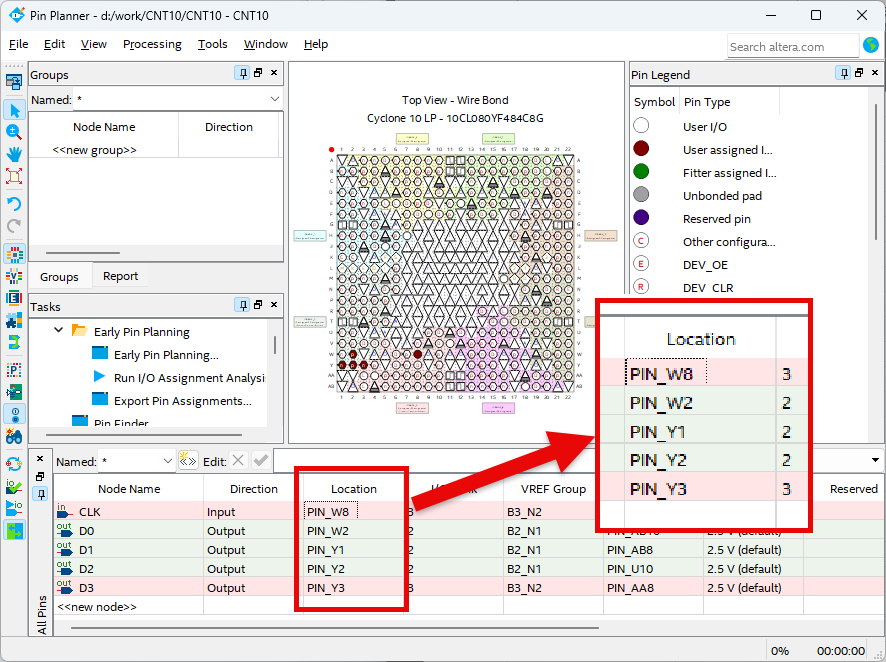 Pin Planner - d:/work/CNT10/CNT10 - CNT10
File Edit View Processing Tools Window Help
Search altera.com
Groups
Named: *
Node Name Direction
<<new group>>
Groups Report
Tasks
Early Pin Planning
Early Pin Planning...
Run I/O Assignment Analysi
Export Pin Assignments...
Pin Finder
Top View - Wire Bond
Cyclone 10 LP - 10CL080YF484C8G
Pin Legend
Symbol Pin Type
User I/O
User assigned I...
Fitter assigned I...
Unbonded pad
Reserved pin
C Other configura...
E DEV_OE
R DEV_CLR
Location
PIN_W8 3
PIN_W2 2
PIN_Y1 2
PIN_Y2 2
PIN_Y3 3
Named: * Edit:
Node Name Direction Location VREF Group Reserved
in CLK Input PIN_W8 3 B3_N2
out D0 Output PIN_W2 2 B2_N1
out D1 Output PIN_Y1 2 B2_N1 PIN_AB8 2.5 V (default)
out D2 Output PIN_Y2 2 B2_N1 PIN_U10 2.5 V (default)
out D3 Output PIN_Y3 3 B3_N2 PIN_AA8 2.5 V (default)
<<new node>>
All Pins
0% 00:00:00